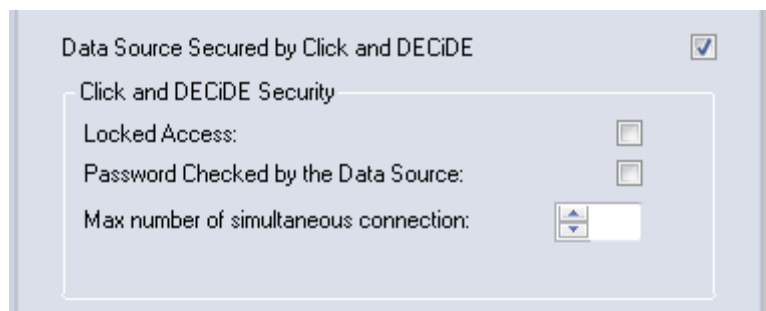 Data Source Secured by Click and DECiDE
Click and DECiDE Security
Locked Access:
Password Checked by the Data Source:
Max number of simultaneous connection: